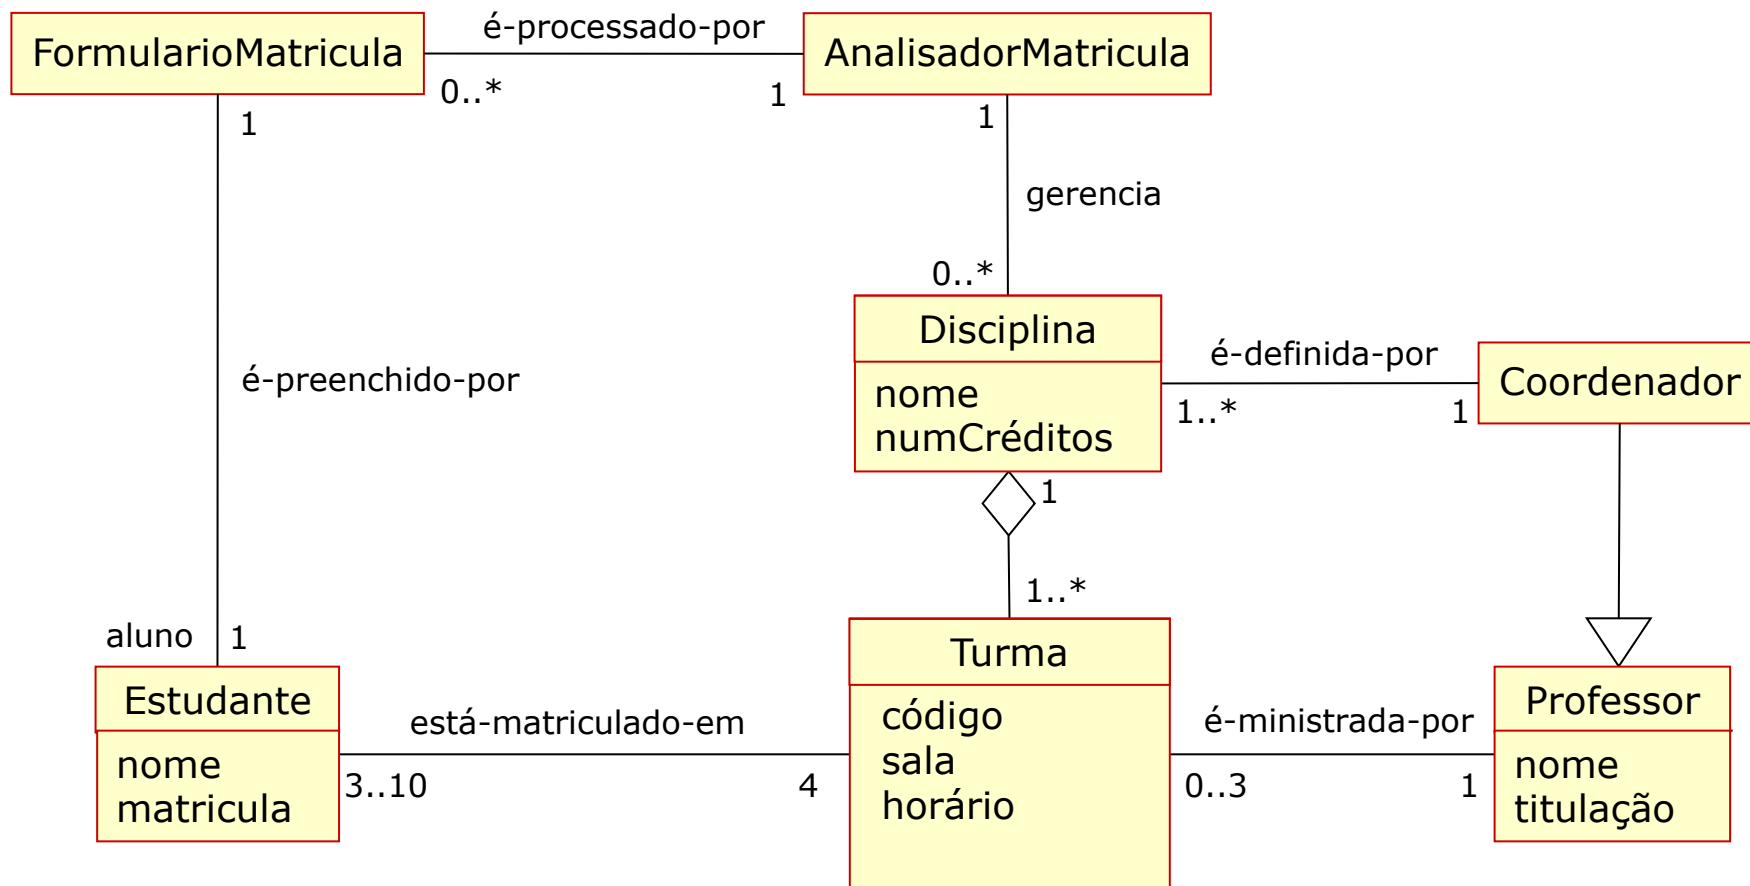 é-processado-por
FormularioMatricula
AnalisadorMatricula
0..*
1
1
1
gerencia
0..*
Disciplina
é-definida-por
é-preenchido-por
nome
numCréditos
1..*
1
Coordenador
1
1..*
aluno
1
Turma
Estudante
está-matriculado-em
código
sala
horário
é-ministrada-por
Professor
nome
matricula
3..10
4
0..3
1
nome
titulação